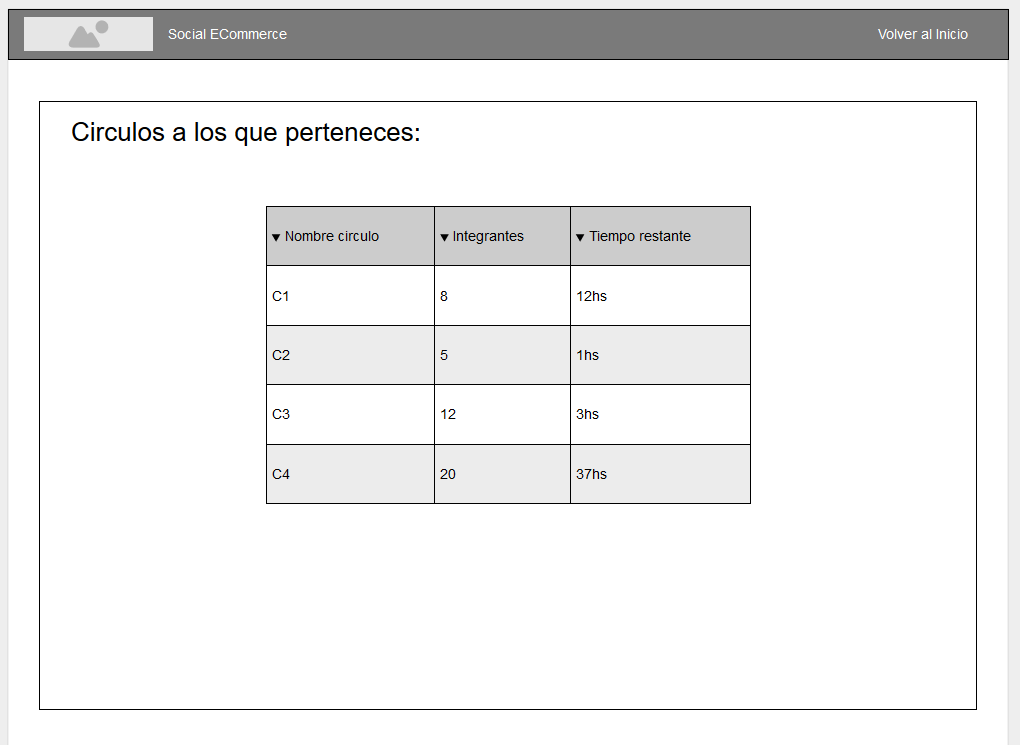 Social ECommerce
Volver al Inicio
Circulos a los que perteneces:
▼ Nombre circulo ▼ Integrantes ▼ Tiempo restante
C1 8 12hs
C2 5 1hs
C3 12 3hs
C4 20 37hs